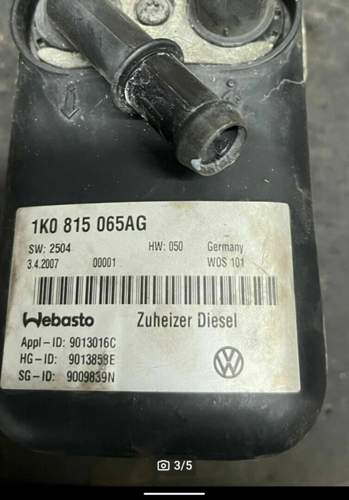 1K0 815 065AG
SW: 2504 HW: 050 Germany
3.4.2007 00001 WOS 101
Webasto Zuheizer Diesel
Appl-ID: 9013016C
HG-ID: 9013853E
SG-ID: 9009839N
3/5